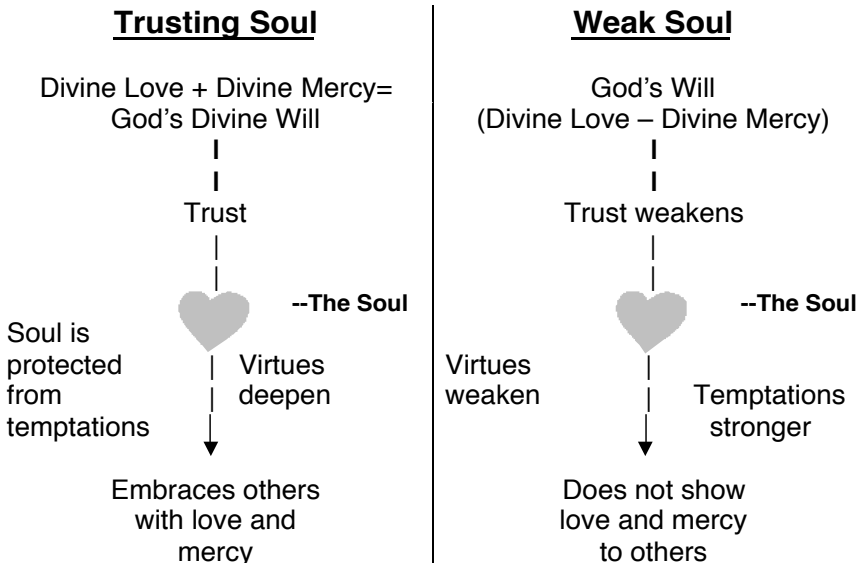 Trusting Soul
Divine Love + Divine Mercy=
God's Divine Will
Trust
--The Soul
Soul is
protected
from
temptations
Virtues
deepen
Embraces others
with love and
mercy
Weak Soul
God's Will
(Divine Love – Divine Mercy)
Trust weakens
--The Soul
Virtues
weaken
Temptations
stronger
Does not show
love and mercy
to others